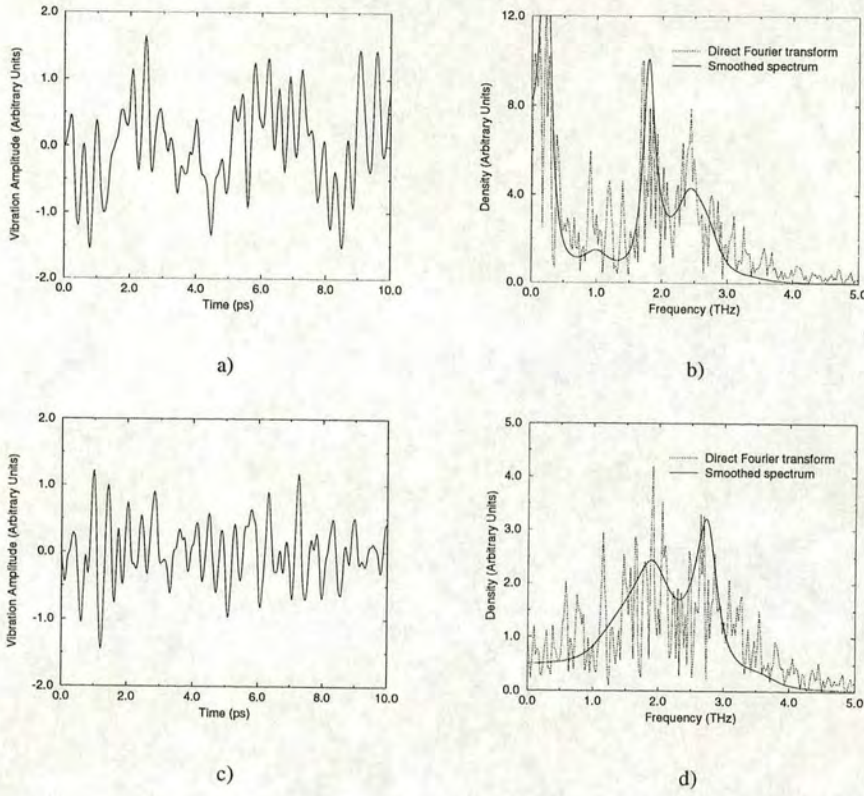 2.0
1.0
0.0
-1.0
-2.0
0.0 2.0 4.0 6.0 8.0 10.0
Vibration Amplitude (Arbitrary Units)
Time (ps)
a)
12.0
8.0
4.0
0.0
0.0 1.0 2.0 3.0 4.0 5.0
Density (Arbitrary Units)
Frequency (THz)
Direct Fourier transform
Smoothed spectrum
b)
2.0
1.0
0.0
-1.0
-2.0
0.0 2.0 4.0 6.0 8.0 10.0
Vibration Amplitude (Arbitrary Units)
Time (ps)
c)
5.0
4.0
3.0
2.0
1.0
0.0
0.0 1.0 2.0 3.0 4.0 5.0
Density (Arbitrary Units)
Frequency (THz)
Direct Fourier transform
Smoothed spectrum
d)